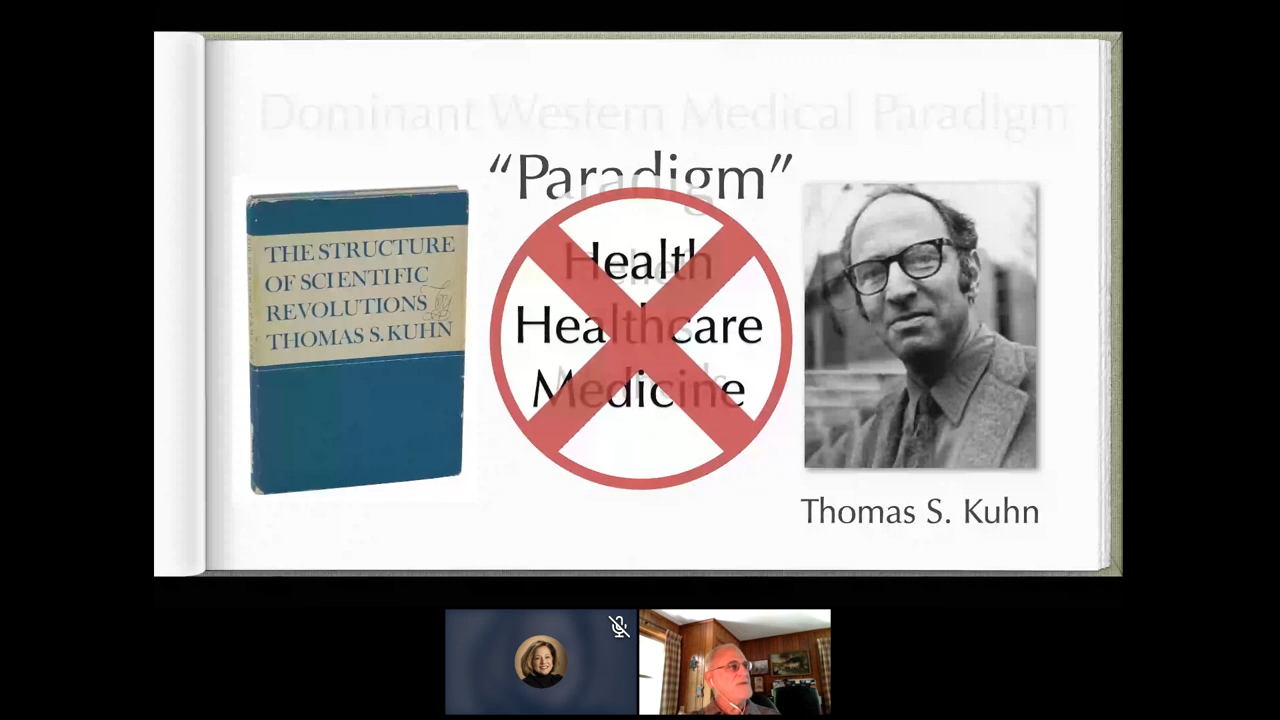 Dominant Western Medical Paradigm
“Paradigm”
THE STRUCTURE
OF SCIENTIFIC
REVOLUTIONS
THOMAS S. KUHN
Health
Healthcare
Medicine
Thomas S. Kuhn